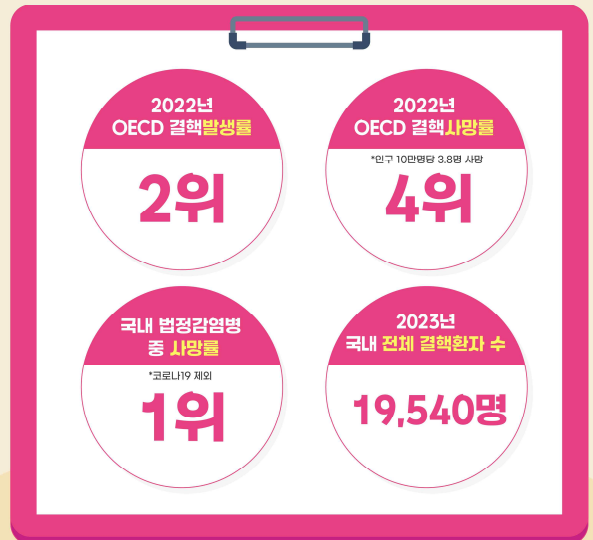 2022년
OECD 결핵발생률
2위
2022년
OECD 결핵사망률
*인구 10만명당 3.8명 사망
4위
국내 법정감염병
중 사망률
*코로나19 제외
1위
2023년
국내 전체 결핵환자 수
19,540명